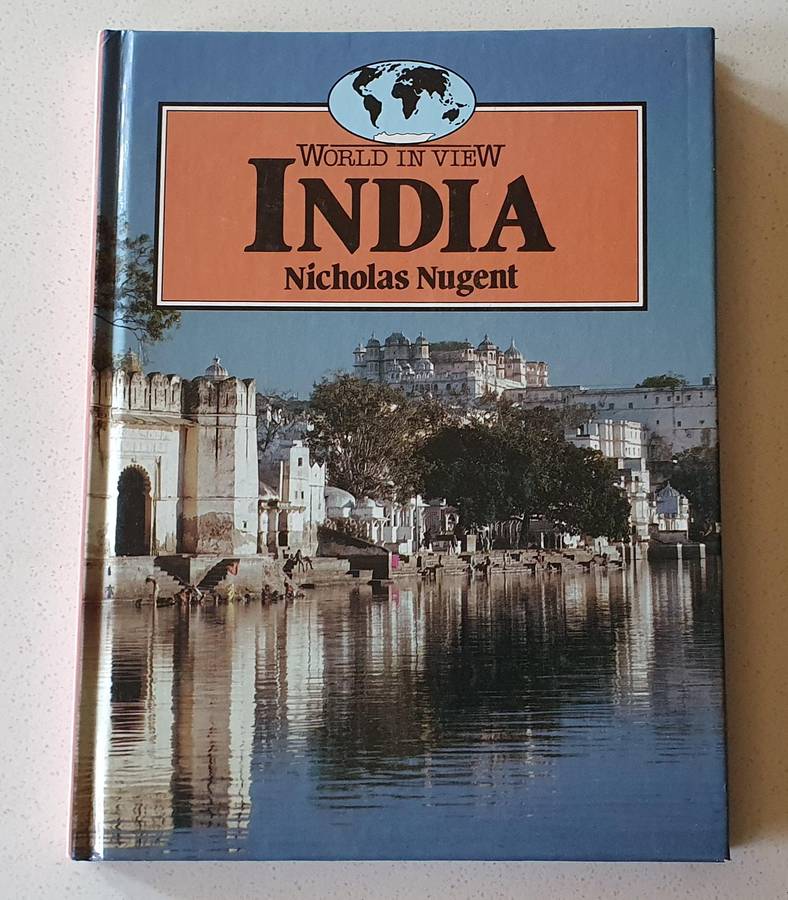 WORLD IN VIEW
INDIA
Nicholas Nugent